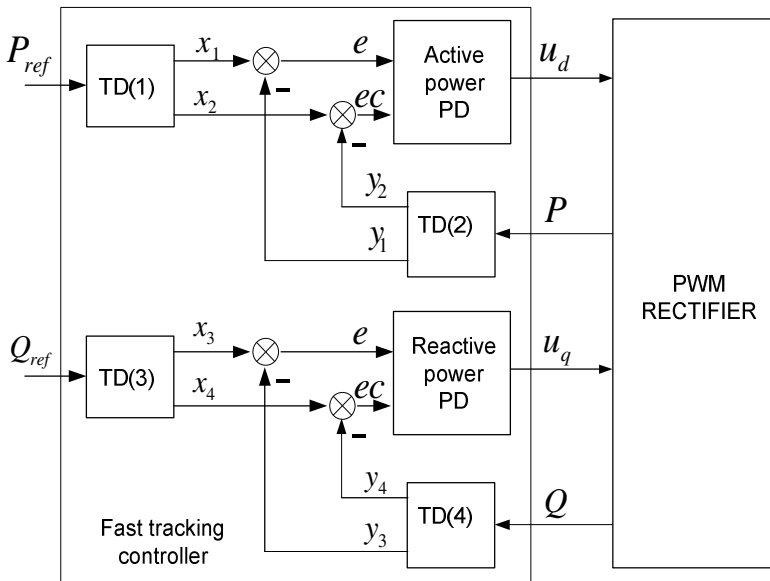 P_ref
TD(1)
x_1
x_2
-
e
-
ec
Active
power
PD
u_d
y_2
y_1
TD(2)
P
PWM
RECTIFIER
Q_ref
TD(3)
x_3
x_4
-
e
-
ec
Reactive
power
PD
u_q
y_4
y_3
TD(4)
Q
Fast tracking
controller